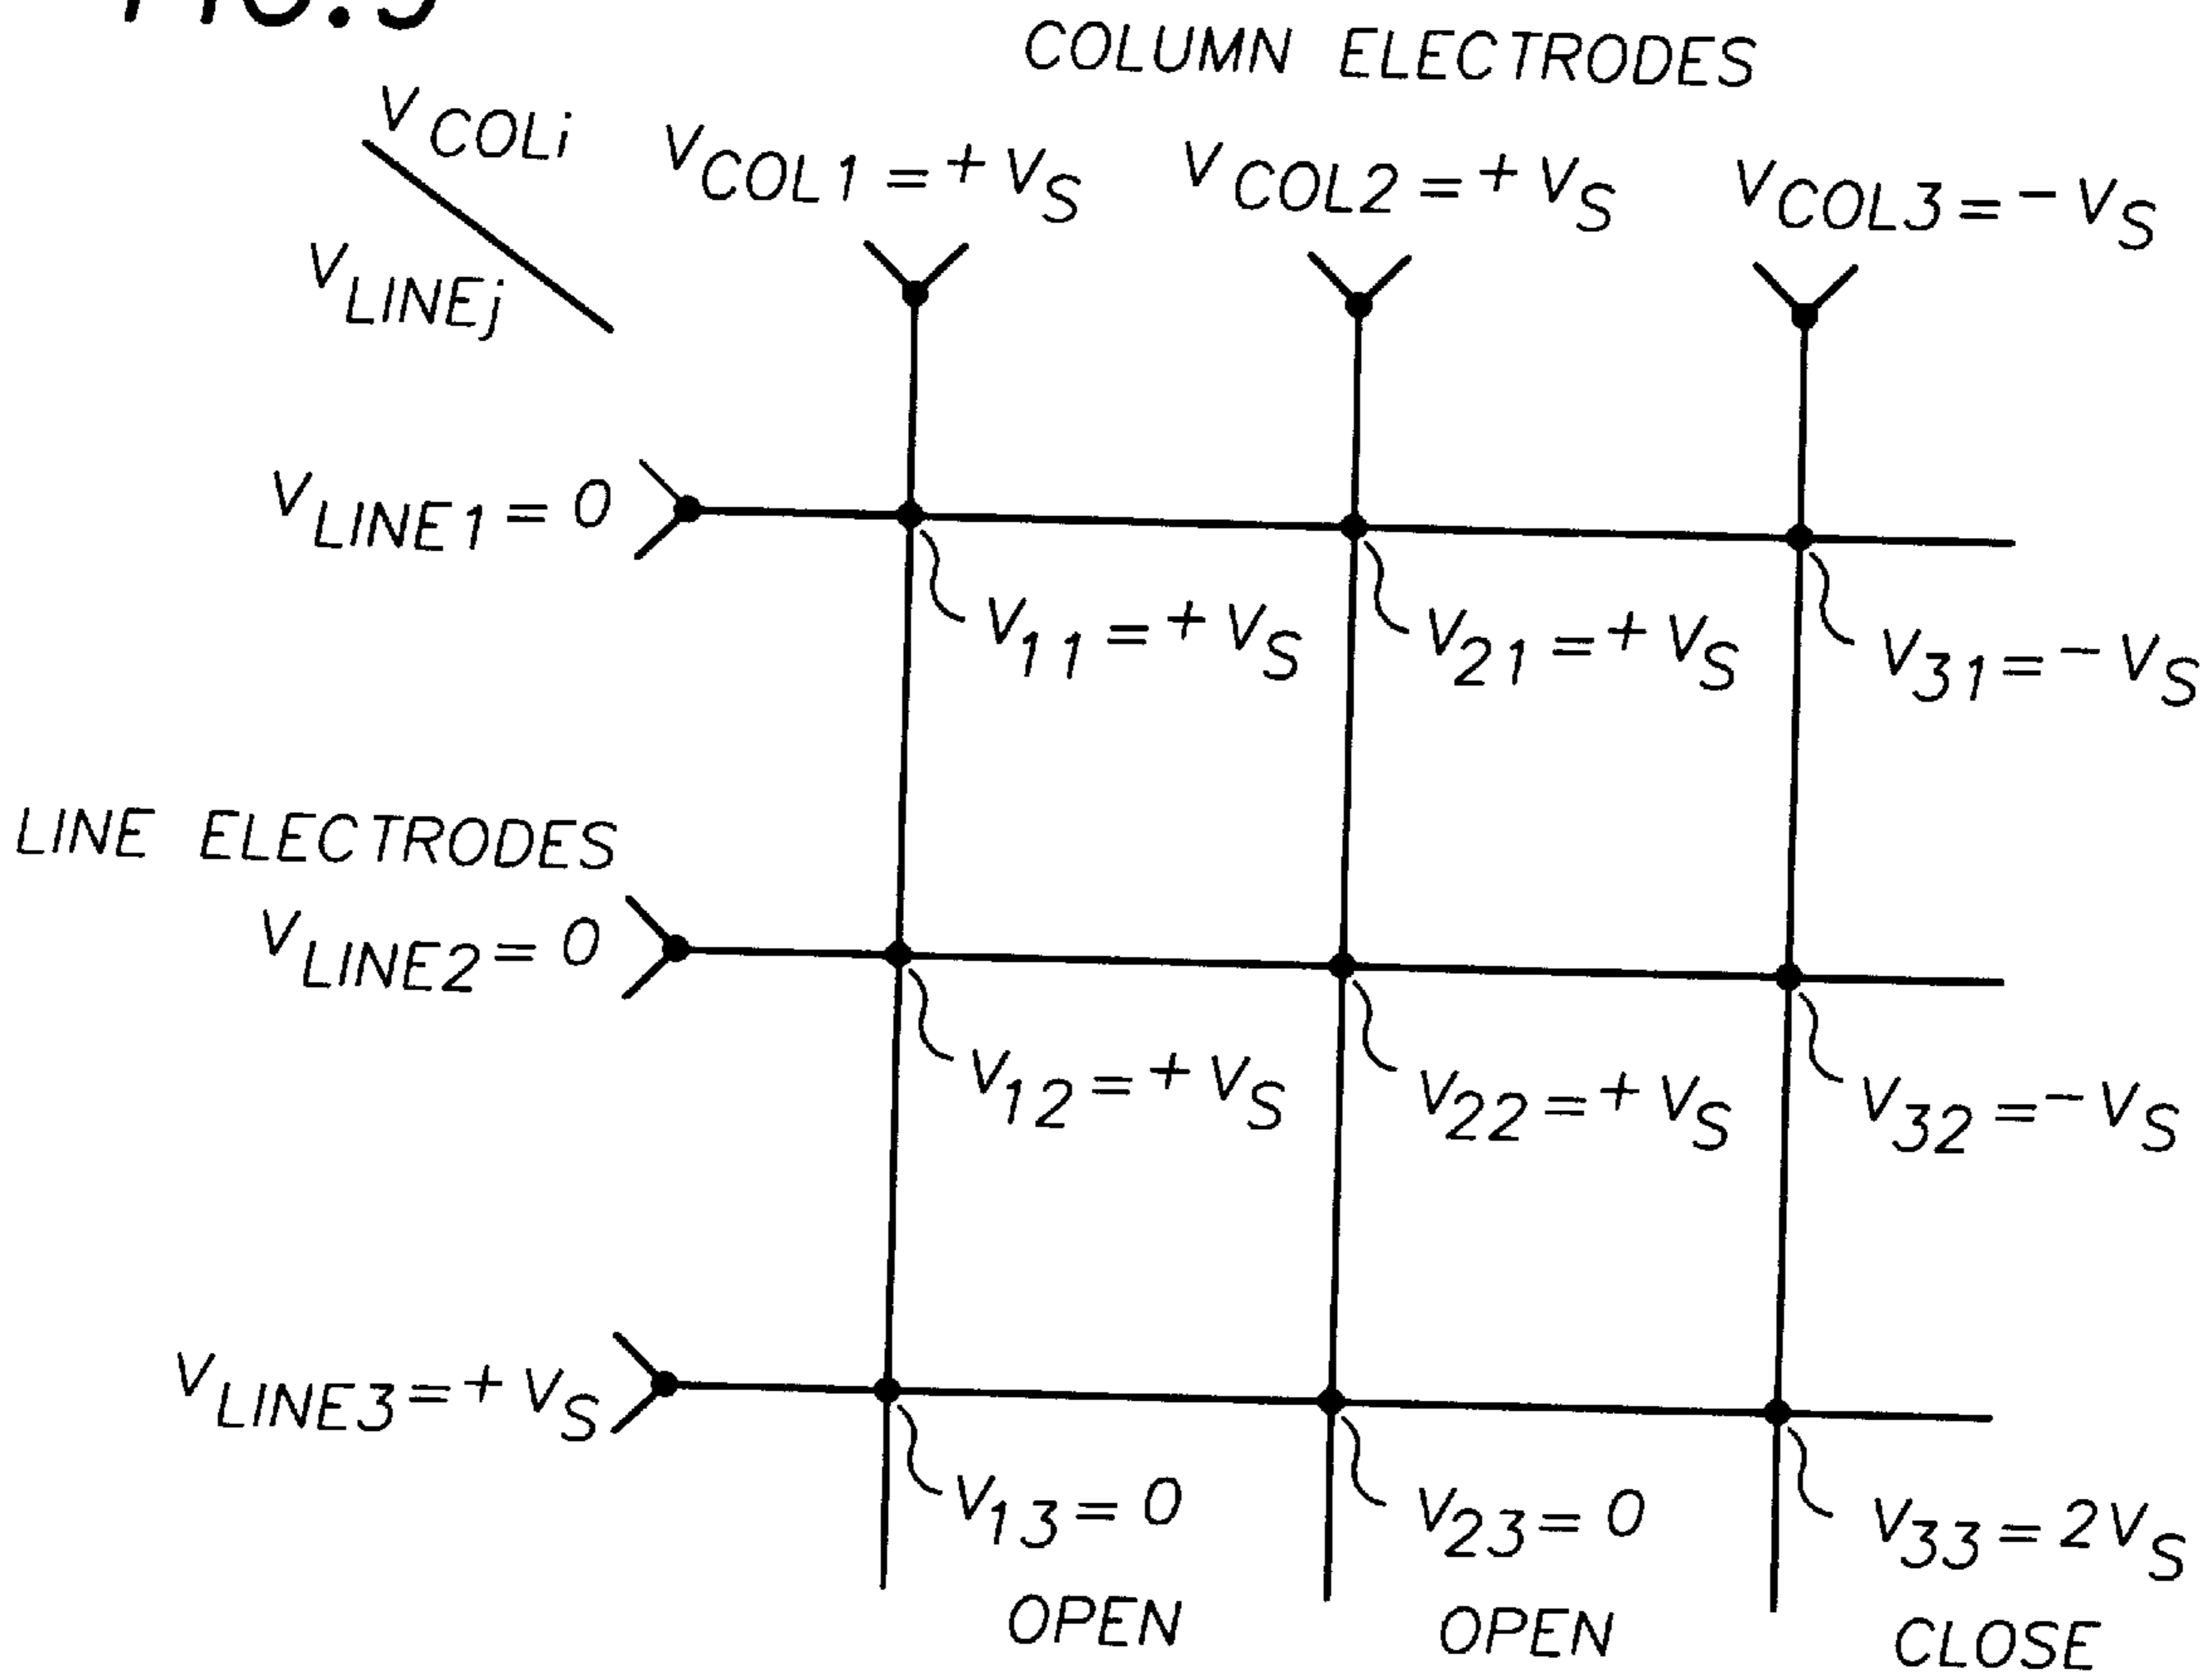 COLUMN ELECTRODES
V COLi
V LINEj
V COL1 = +VS
V COL2 = +VS
V COL3 = -VS
V LINE1 = 0
V11 = +VS
V21 = +VS
V31 = -VS
LINE ELECTRODES
V LINE2 = 0
V12 = +VS
V22 = +VS
V32 = -VS
V LINE3 = +VS
V13 = 0
V23 = 0
V33 = 2VS
OPEN
OPEN
CLOSE